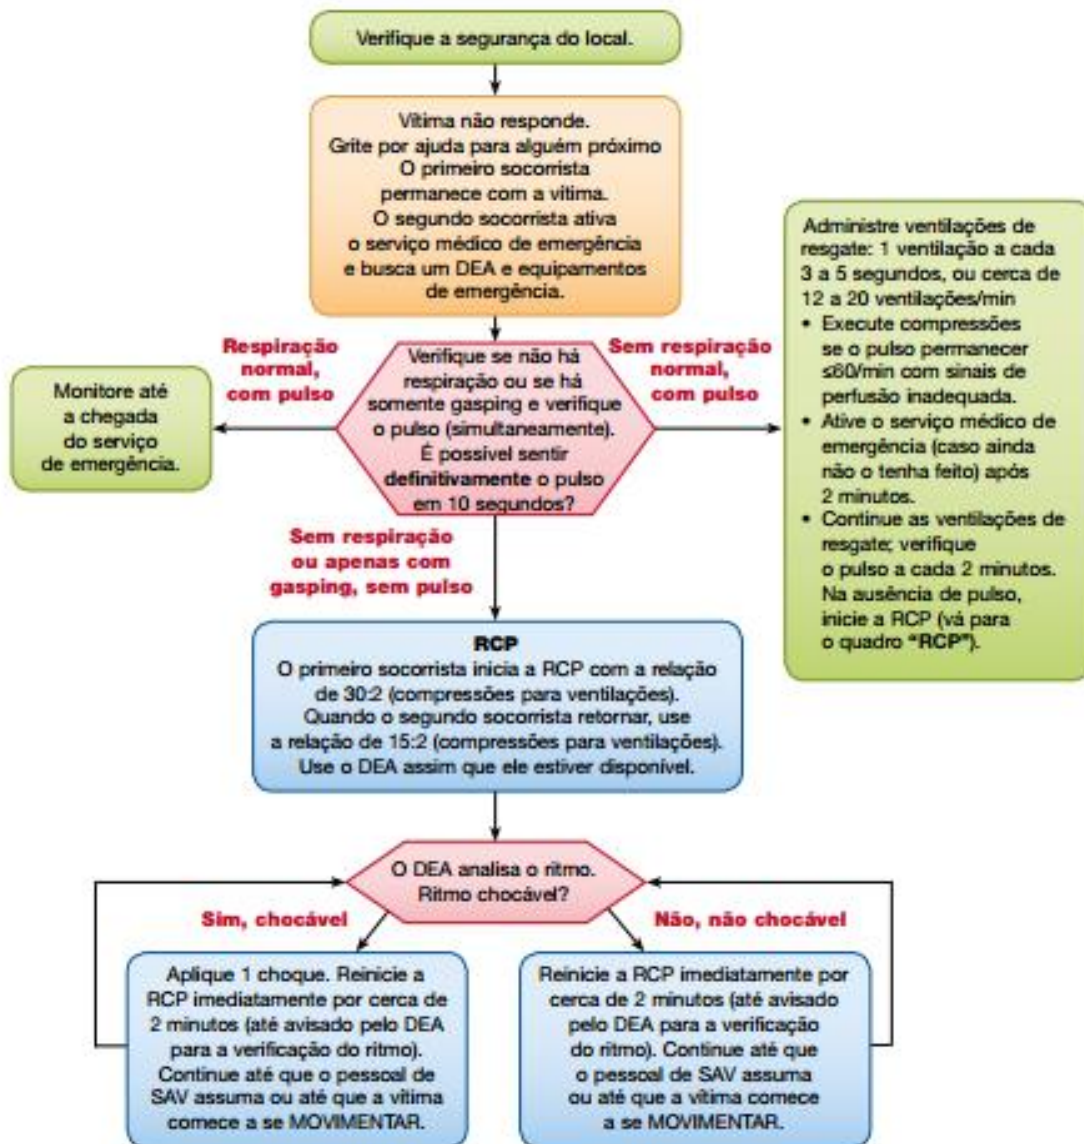 Verifique a segurança do local.
Vítima não responde.
Grite por ajuda para alguém próximo
O primeiro socorrista
permanece com a vítima.
O segundo socorrista ativa
o serviço médico de emergência
e busca um DEA e equipamentos
de emergência.
Respiração
normal,
com pulso
Monitore até
a chegada
do serviço
de emergência.
Verifique se não há
respiração ou se há
somente gasping e verifique
o pulso (simultaneamente).
É possível sentir
definitivamente o pulso
em 10 segundos?
Sem respiração
normal,
com pulso
Administre ventilações de
resgate: 1 ventilação a cada
3 a 5 segundos, ou cerca de
12 a 20 ventilações/min
• Execute compressões
se o pulso permanecer
≤60/min com sinais de
perfusão inadequada.
• Ative o serviço médico de
emergência (caso ainda
não o tenha feito) após
2 minutos.
• Continue as ventilações de
resgate; verifique
o pulso a cada 2 minutos.
Na ausência de pulso,
inicie a RCP (vá para
o quadro “RCP”).
Sem respiração
ou apenas com
gasping, sem pulso
RCP
O primeiro socorrista inicia a RCP com a relação
de 30:2 (compressões para ventilações).
Quando o segundo socorrista retornar, use
a relação de 15:2 (compressões para ventilações).
Use o DEA assim que ele estiver disponível.
O DEA analisa o ritmo.
Ritmo chocável?
Sim, chocável
Não, não chocável
Aplique 1 choque. Reinicie a
RCP imediatamente por cerca de
2 minutos (até avisado pelo DEA
para a verificação do ritmo).
Continue até que o pessoal de
SAV assuma ou até que a vítima
comece a se MOVIMENTAR.
Reinicie a RCP imediatamente por
cerca de 2 minutos (até avisado
pelo DEA para a verificação
do ritmo). Continue até que
o pessoal de SAV assuma
ou até que a vítima comece
a se MOVIMENTAR.